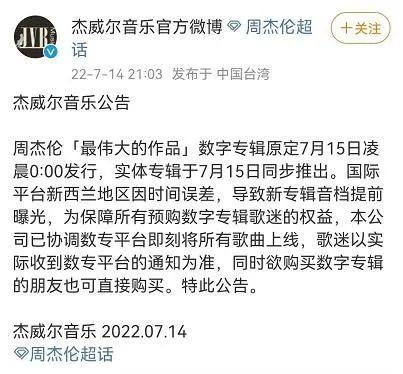 JVR
杰威尔音乐官方微博 周杰伦超
话
22-7-14 21:03 发布于 中国台湾
+关注
杰威尔音乐公告
周杰伦「最伟大的作品」数字专辑原定7月15日凌
晨0:00发行，实体专辑于7月15日同步推出。国际
平台新西兰地区因时间误差，导致新专辑音档提前
曝光，为保障所有预购数字专辑歌迷的权益，本公
司已协调数专平台即刻将所有歌曲上线，歌迷以实
际收到数专平台的通知为准，同时欲购买数字专辑
的朋友也可直接购买。特此公告。
杰威尔音乐 2022.07.14
周杰伦超话